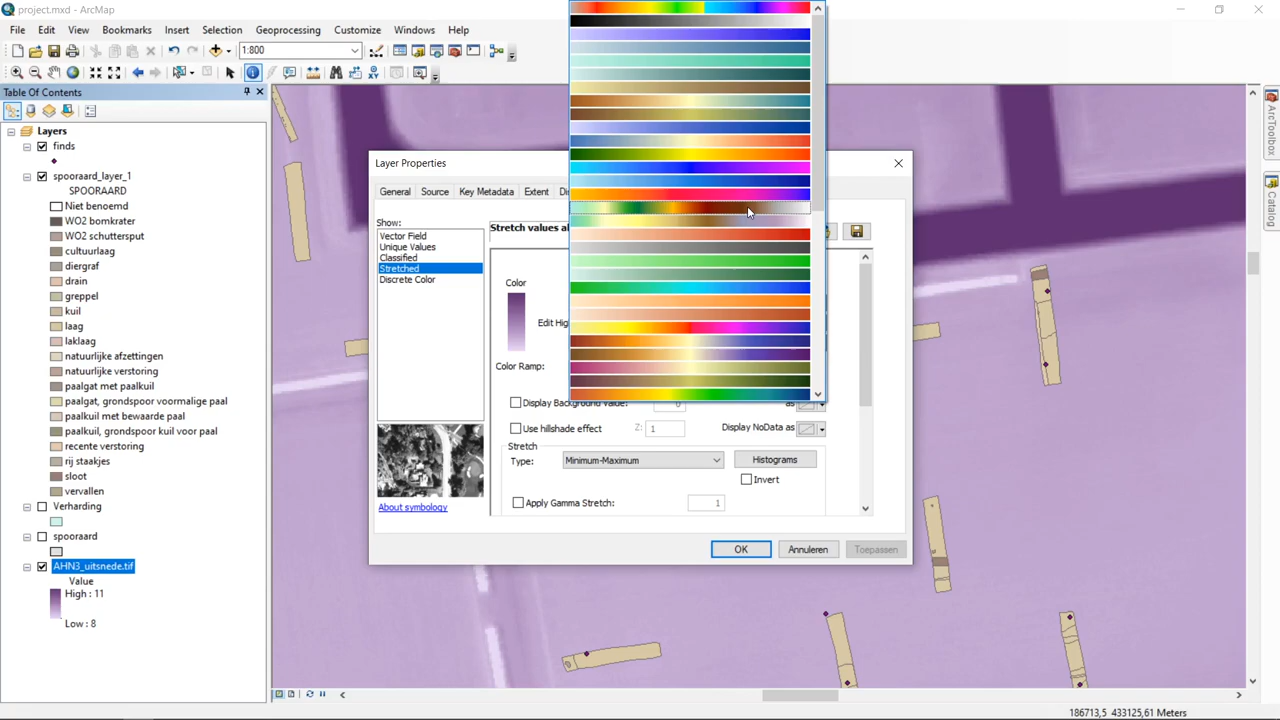 project.mxd - ArcMap
File Edit View Bookmarks Insert Selection Geoprocessing Customize Windows Help
1:800
Table Of Contents
Layers
finds
spooraard_layer_1
SPOORAARD
Niet benoemd
WO2 bomkrater
WO2 schuttersput
cultuurlaag
diergraf
drain
greppel
kuil
laag
laklaag
natuurlijke afzettingen
natuurlijke verstoring
paalgat met paalkuil
paalgat, grondspoor voormalige paal
paalkuil met bewaarde paal
paalkuil, grondspoor kuil voor paal
recente verstoring
rij staakjes
sloot
vervallen
Verharding
spooraard
AHN3_uitsnede.tif
Value
High : 11
Low : 8
Layer Properties
General Source Key Metadata Extent
Show:
Vector Field
Unique Values
Classified
Stretched
Discrete Color
About symbology
Stretch values
Color
Color Ramp:
Display Background Value: 0 as
Use hillshade effect Z: 1 Display NoData as
Stretch
Type: Minimum-Maximum Histograms
Invert
Apply Gamma Stretch: 1
OK Annuleren Toepassen
ArcToolbox
Catalog
186713,5 433125,61 Meters